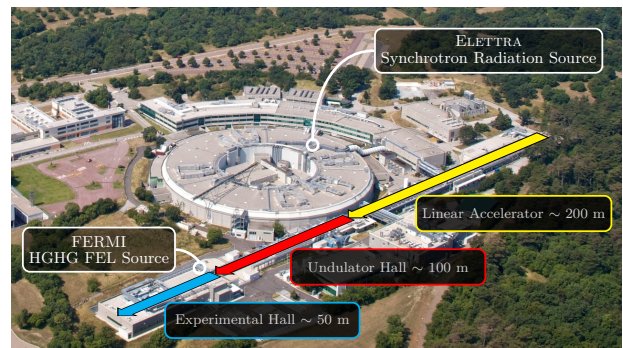 ELETTRA
Synchrotron Radiation Source
Linear Accelerator ~ 200 m
FERMI
HGHG FEL Source
Undulator Hall ~ 100 m
Experimental Hall ~ 50 m